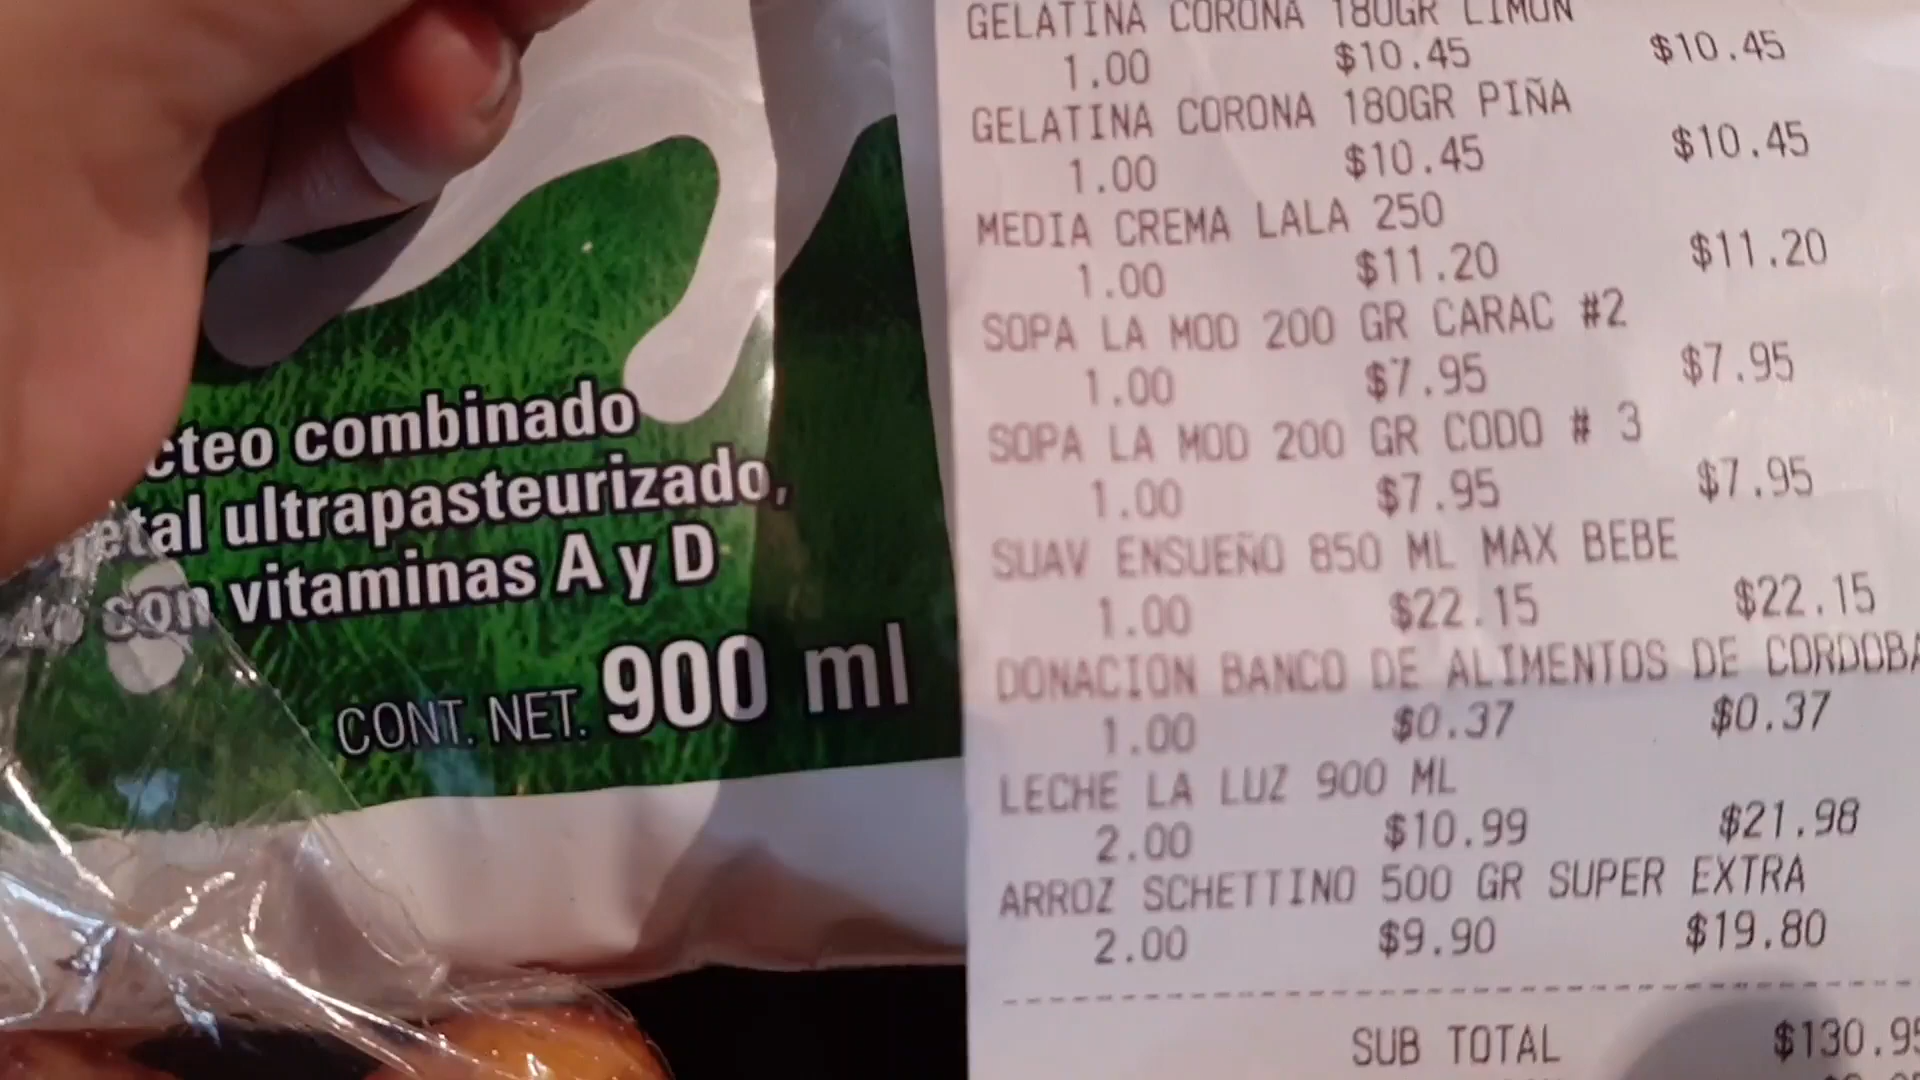 cteo combinado
etal ultrapasteurizado,
con vitaminas A y D
CONT. NET. 900 ml
GELATINA CORONA 180GR LIMON
1.00 $10.45 $10.45
GELATINA CORONA 180GR PIÑA
1.00 $10.45 $10.45
MEDIA CREMA LALA 250
1.00 $11.20 $11.20
SOPA LA MOD 200 GR CARAC #2
1.00 $7.95 $7.95
SOPA LA MOD 200 GR CODO # 3
1.00 $7.95 $7.95
SUAV ENSUEÑO 850 ML MAX BEBE
1.00 $22.15 $22.15
DONACION BANCO DE ALIMENTOS DE CORDOBA
1.00 $0.37 $0.37
LECHE LA LUZ 900 ML
2.00 $10.99 $21.98
ARROZ SCHETTINO 500 GR SUPER EXTRA
2.00 $9.90 $19.80
SUB TOTAL $130.95